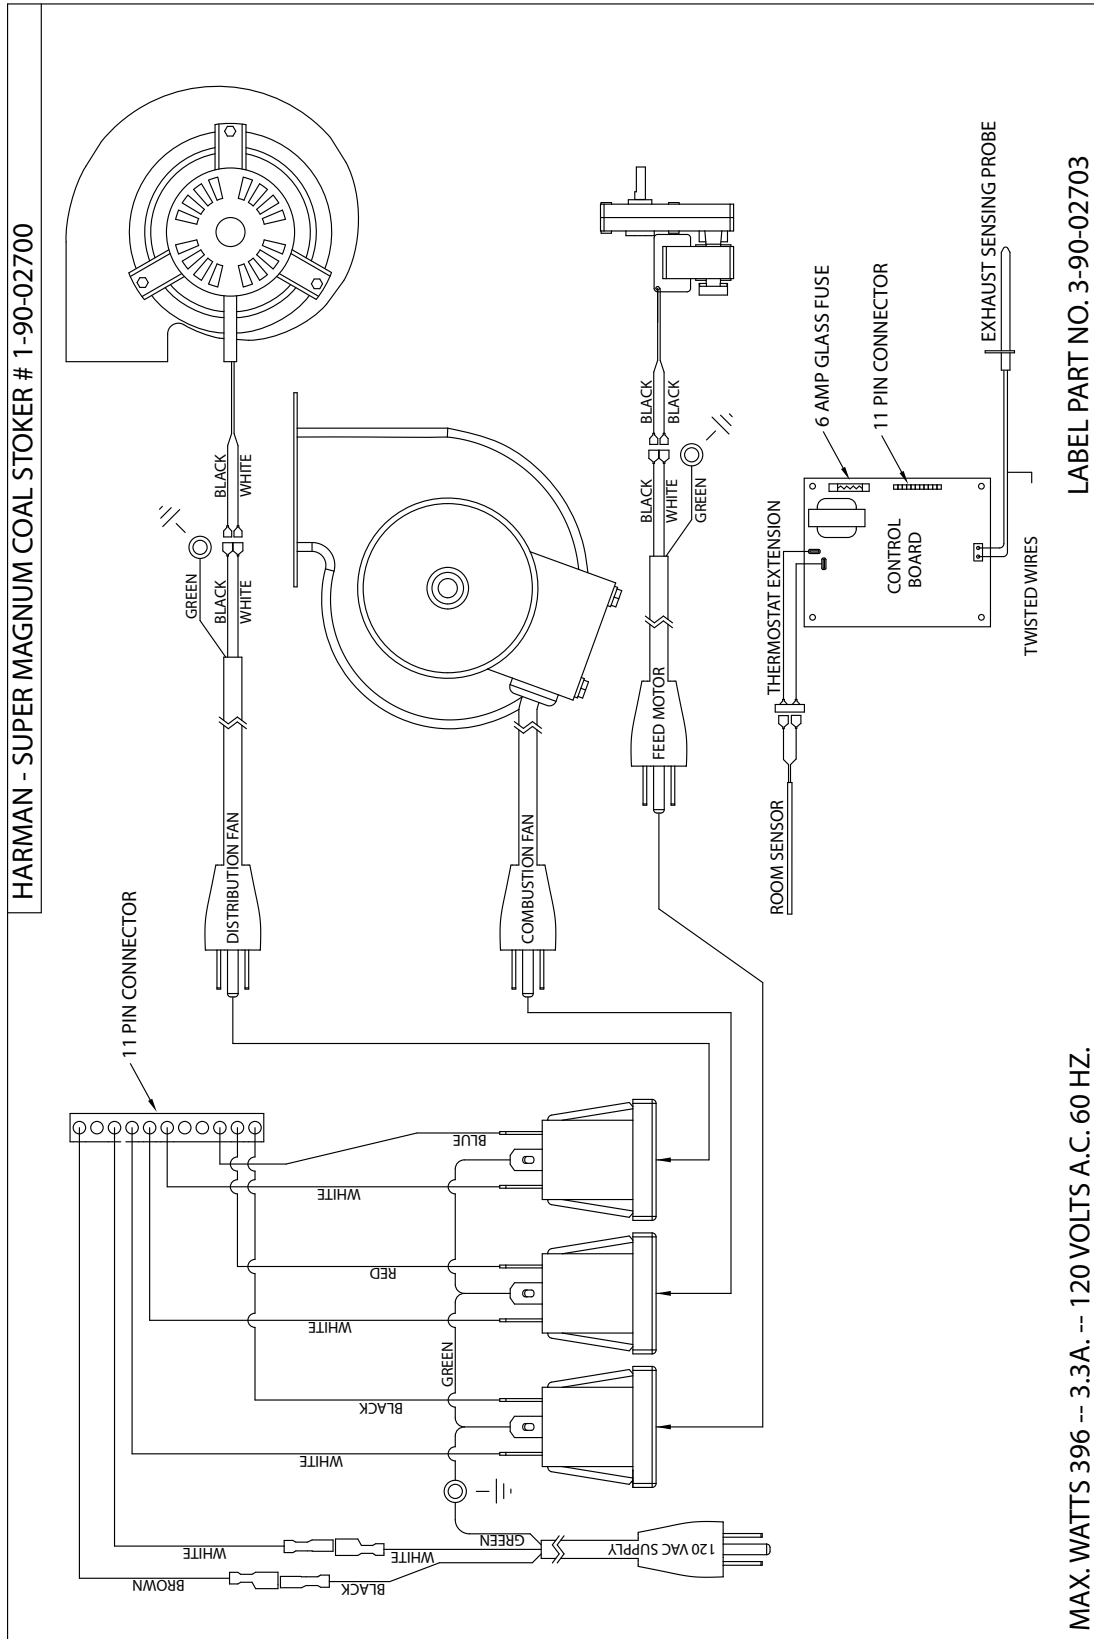 HARMAN - SUPER MAGNUM COAL STOKER # 1-90-02700
11 PIN CONNECTOR
DISTRIBUTION FAN
GREEN
BLACK
WHITE
BLACK
WHITE
COMBUSTION FAN
FEED MOTOR
BLACK
WHITE
GREEN
BLACK
BLACK
BROWN
WHITE
BLACK
WHITE
GREEN
120 VAC SUPPLY
WHITE
BLACK
GREEN
WHITE
RED
WHITE
BLUE
ROOM SENSOR
THERMOSTAT EXTENSION
6 AMP GLASS FUSE
11 PIN CONNECTOR
CONTROL
BOARD
TWISTED WIRES
EXHAUST SENSING PROBE
MAX. WATTS 396 -- 3.3A. -- 120 VOLTS A.C. 60 HZ.
LABEL PART NO. 3-90-02703